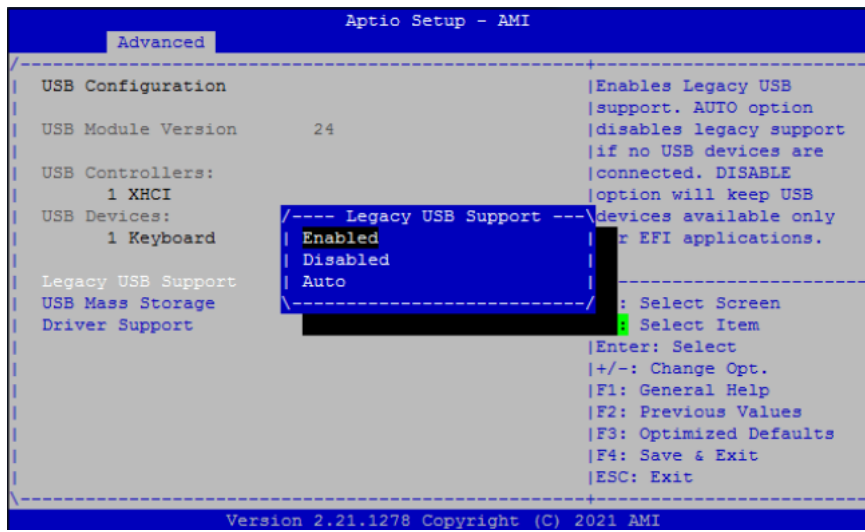 Aptio Setup - AMI
Advanced
USB Configuration
USB Module Version 24
USB Controllers:
1 XHCI
USB Devices:
1 Keyboard
Legacy USB Support
USB Mass Storage
Driver Support
/---- Legacy USB Support ---\
Enabled
Disabled
Auto
|Enables Legacy USB
|support. AUTO option
|disables legacy support
|if no USB devices are
|connected. DISABLE
|option will keep USB
devices available only
r EFI applications.
: Select Screen
: Select Item
|Enter: Select
|+/-: Change Opt.
|F1: General Help
|F2: Previous Values
|F3: Optimized Defaults
|F4: Save & Exit
|ESC: Exit
Version 2.21.1278 Copyright (C) 2021 AMI